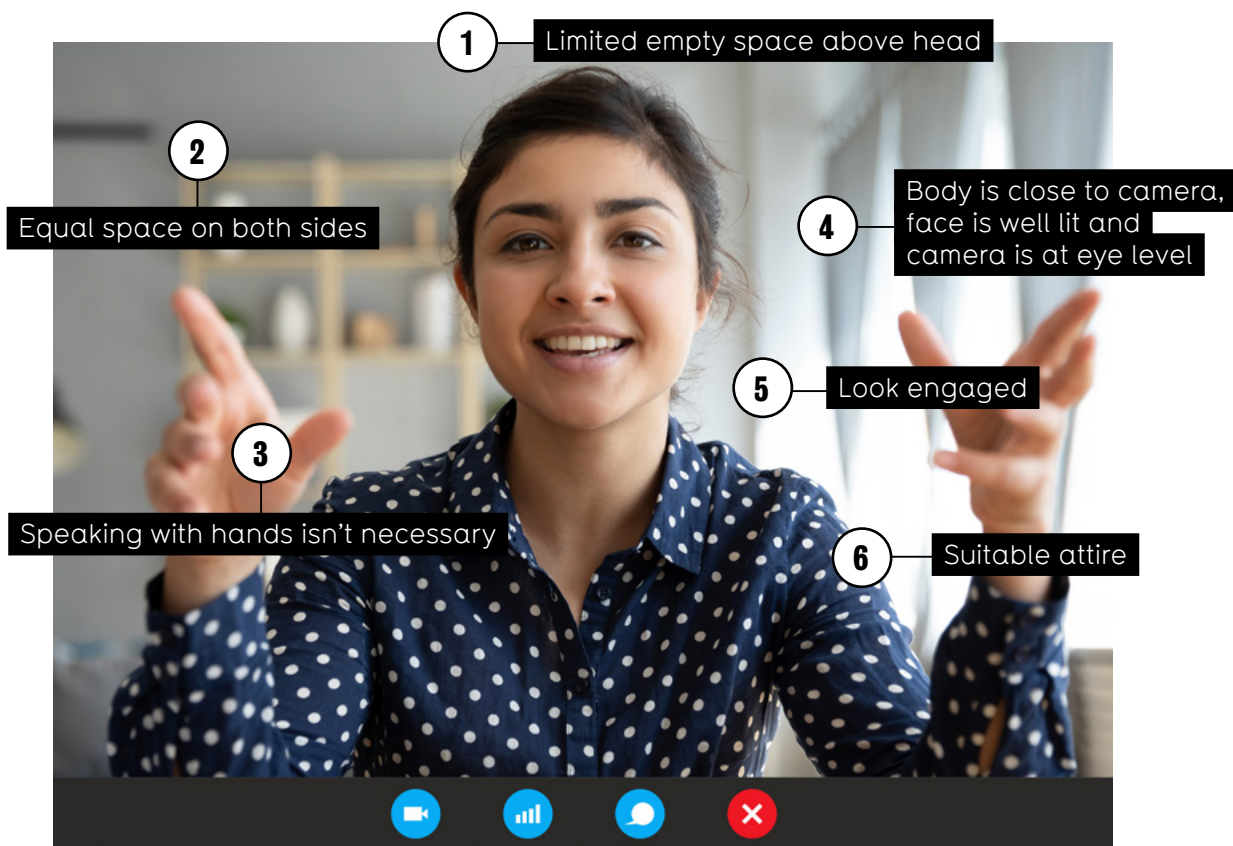 1
Limited empty space above head
2
Equal space on both sides
3
Speaking with hands isn't necessary
4
Body is close to camera,
face is well lit and
camera is at eye level
5
Look engaged
6
Suitable attire